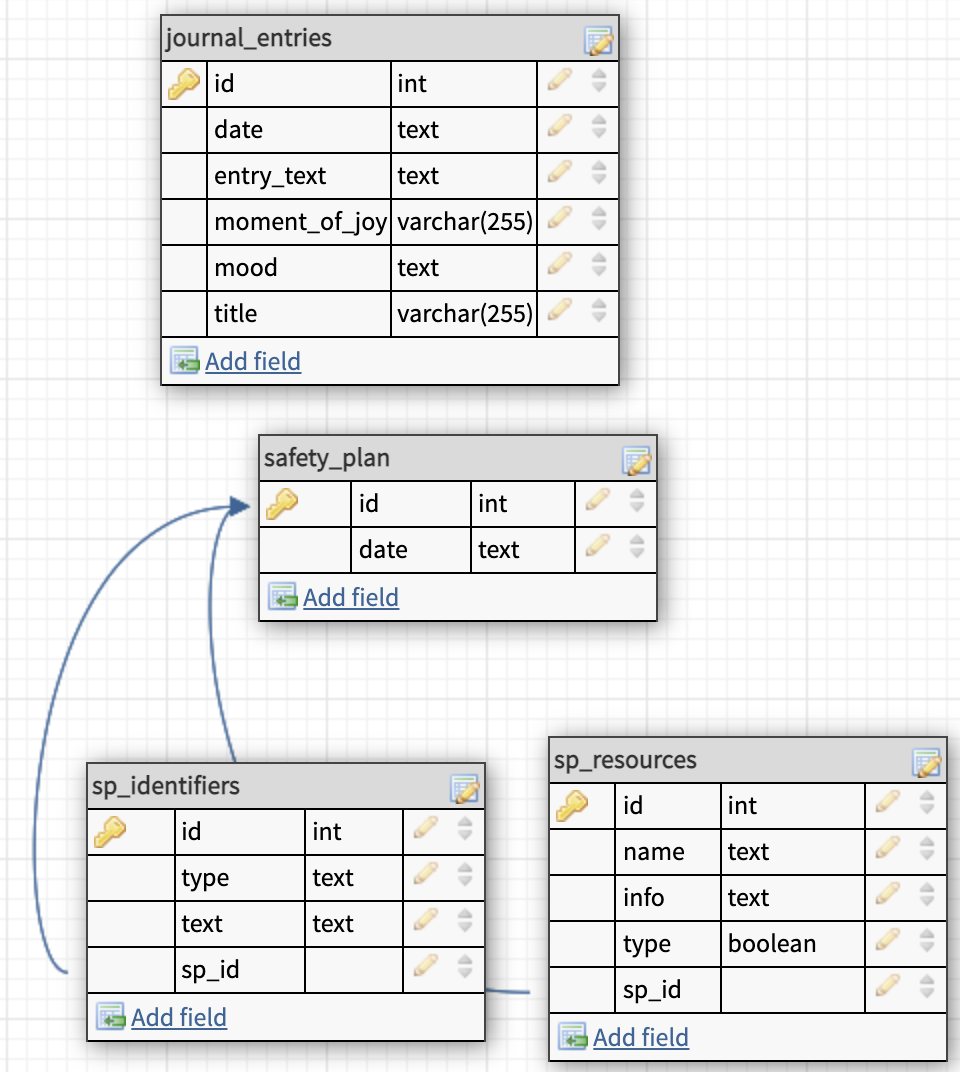 journal_entries
id int
date text
entry_text text
moment_of_joy varchar(255)
mood text
title varchar(255)
Add field
safety_plan
id int
date text
Add field
sp_identifiers
id int
type text
text text
sp_id
Add field
sp_resources
id int
name text
info text
type boolean
sp_id
Add field